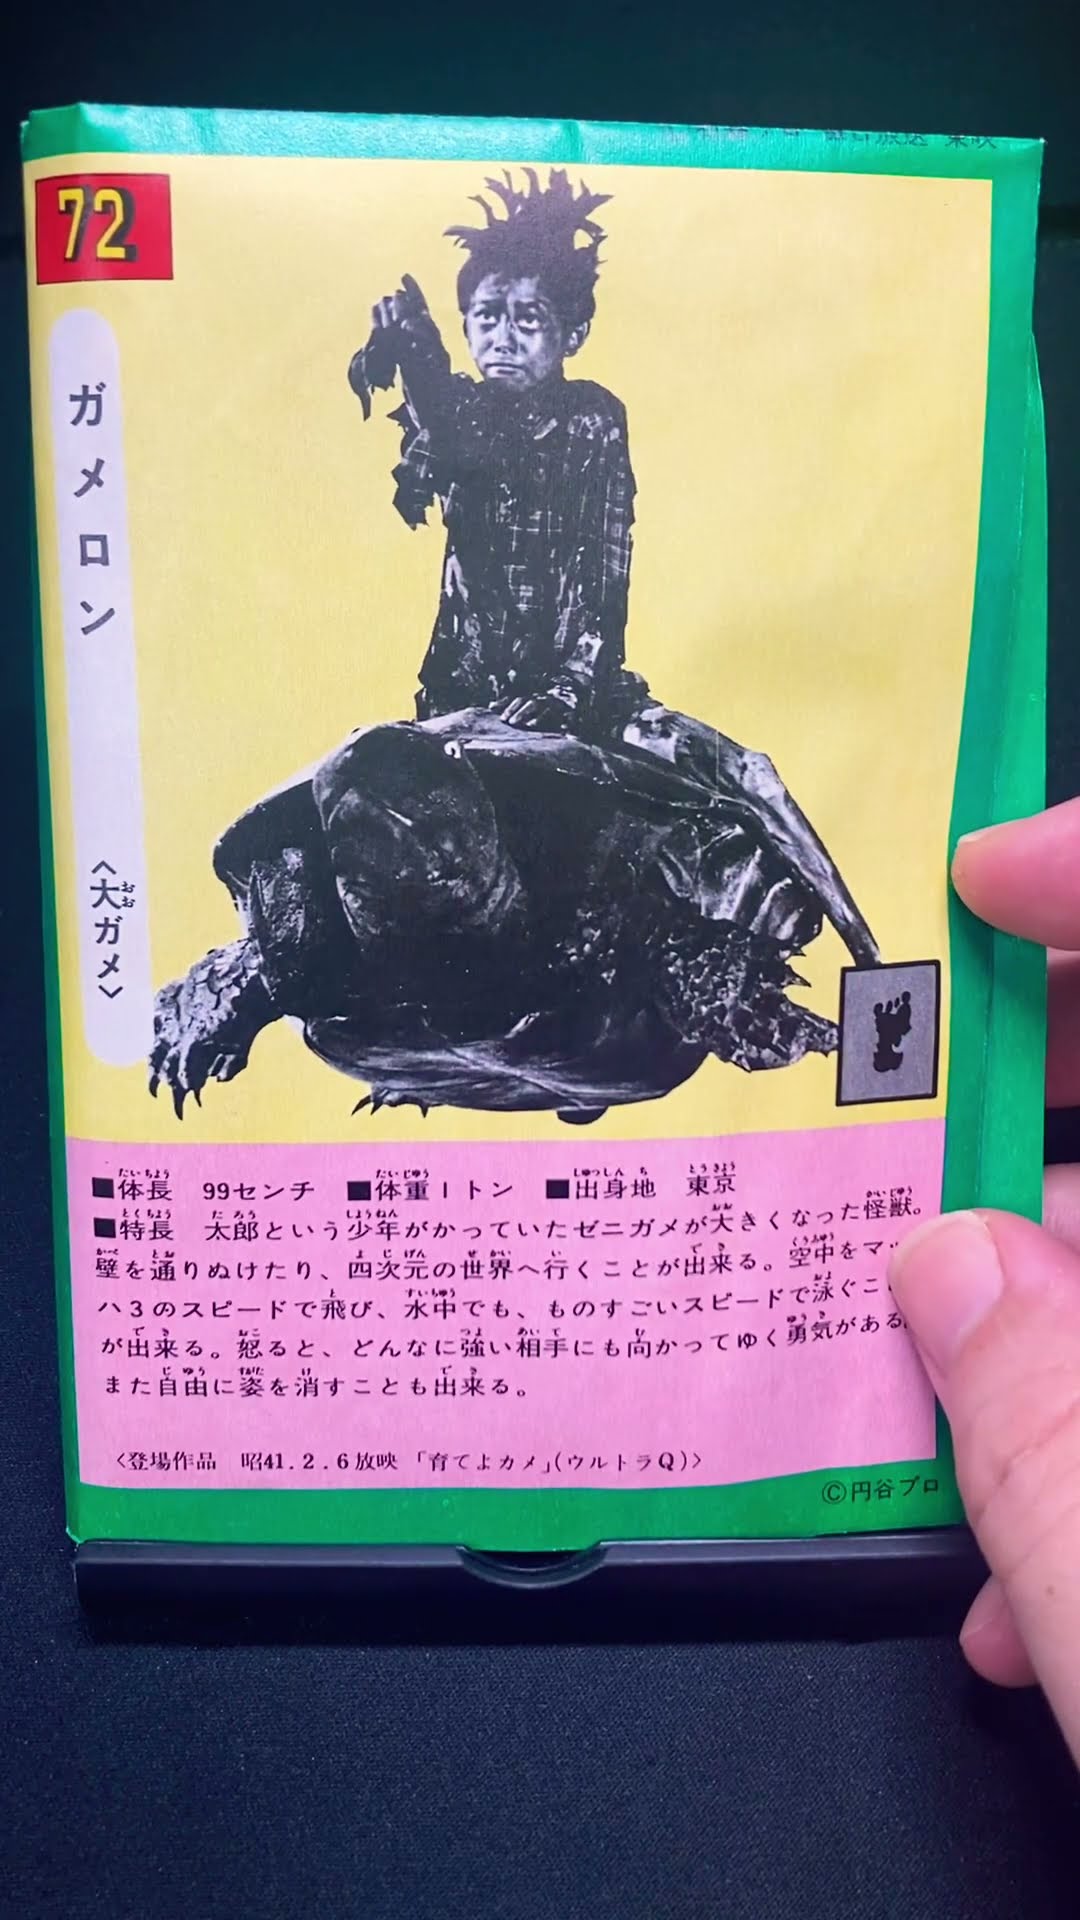 72
ガメロン
〈大ガメ〉
■体長 99センチ ■体重1トン ■出身地 東京
■特長 太郎という少年がかっていたゼニガメが大きくなった怪獣。
壁を通りぬけたり、四次元の世界へ行くことが出来る。空中をマッ
ハ3のスピードで飛び、水中でも、ものすごいスピードで泳ぐこ
が出来る。怒ると、どんなに強い相手にも向かってゆく勇気がある。
また自由に姿を消すことも出来る。
〈登場作品 昭41.2.6放映 「育てよカメ」(ウルトラQ)〉
©円谷プロ